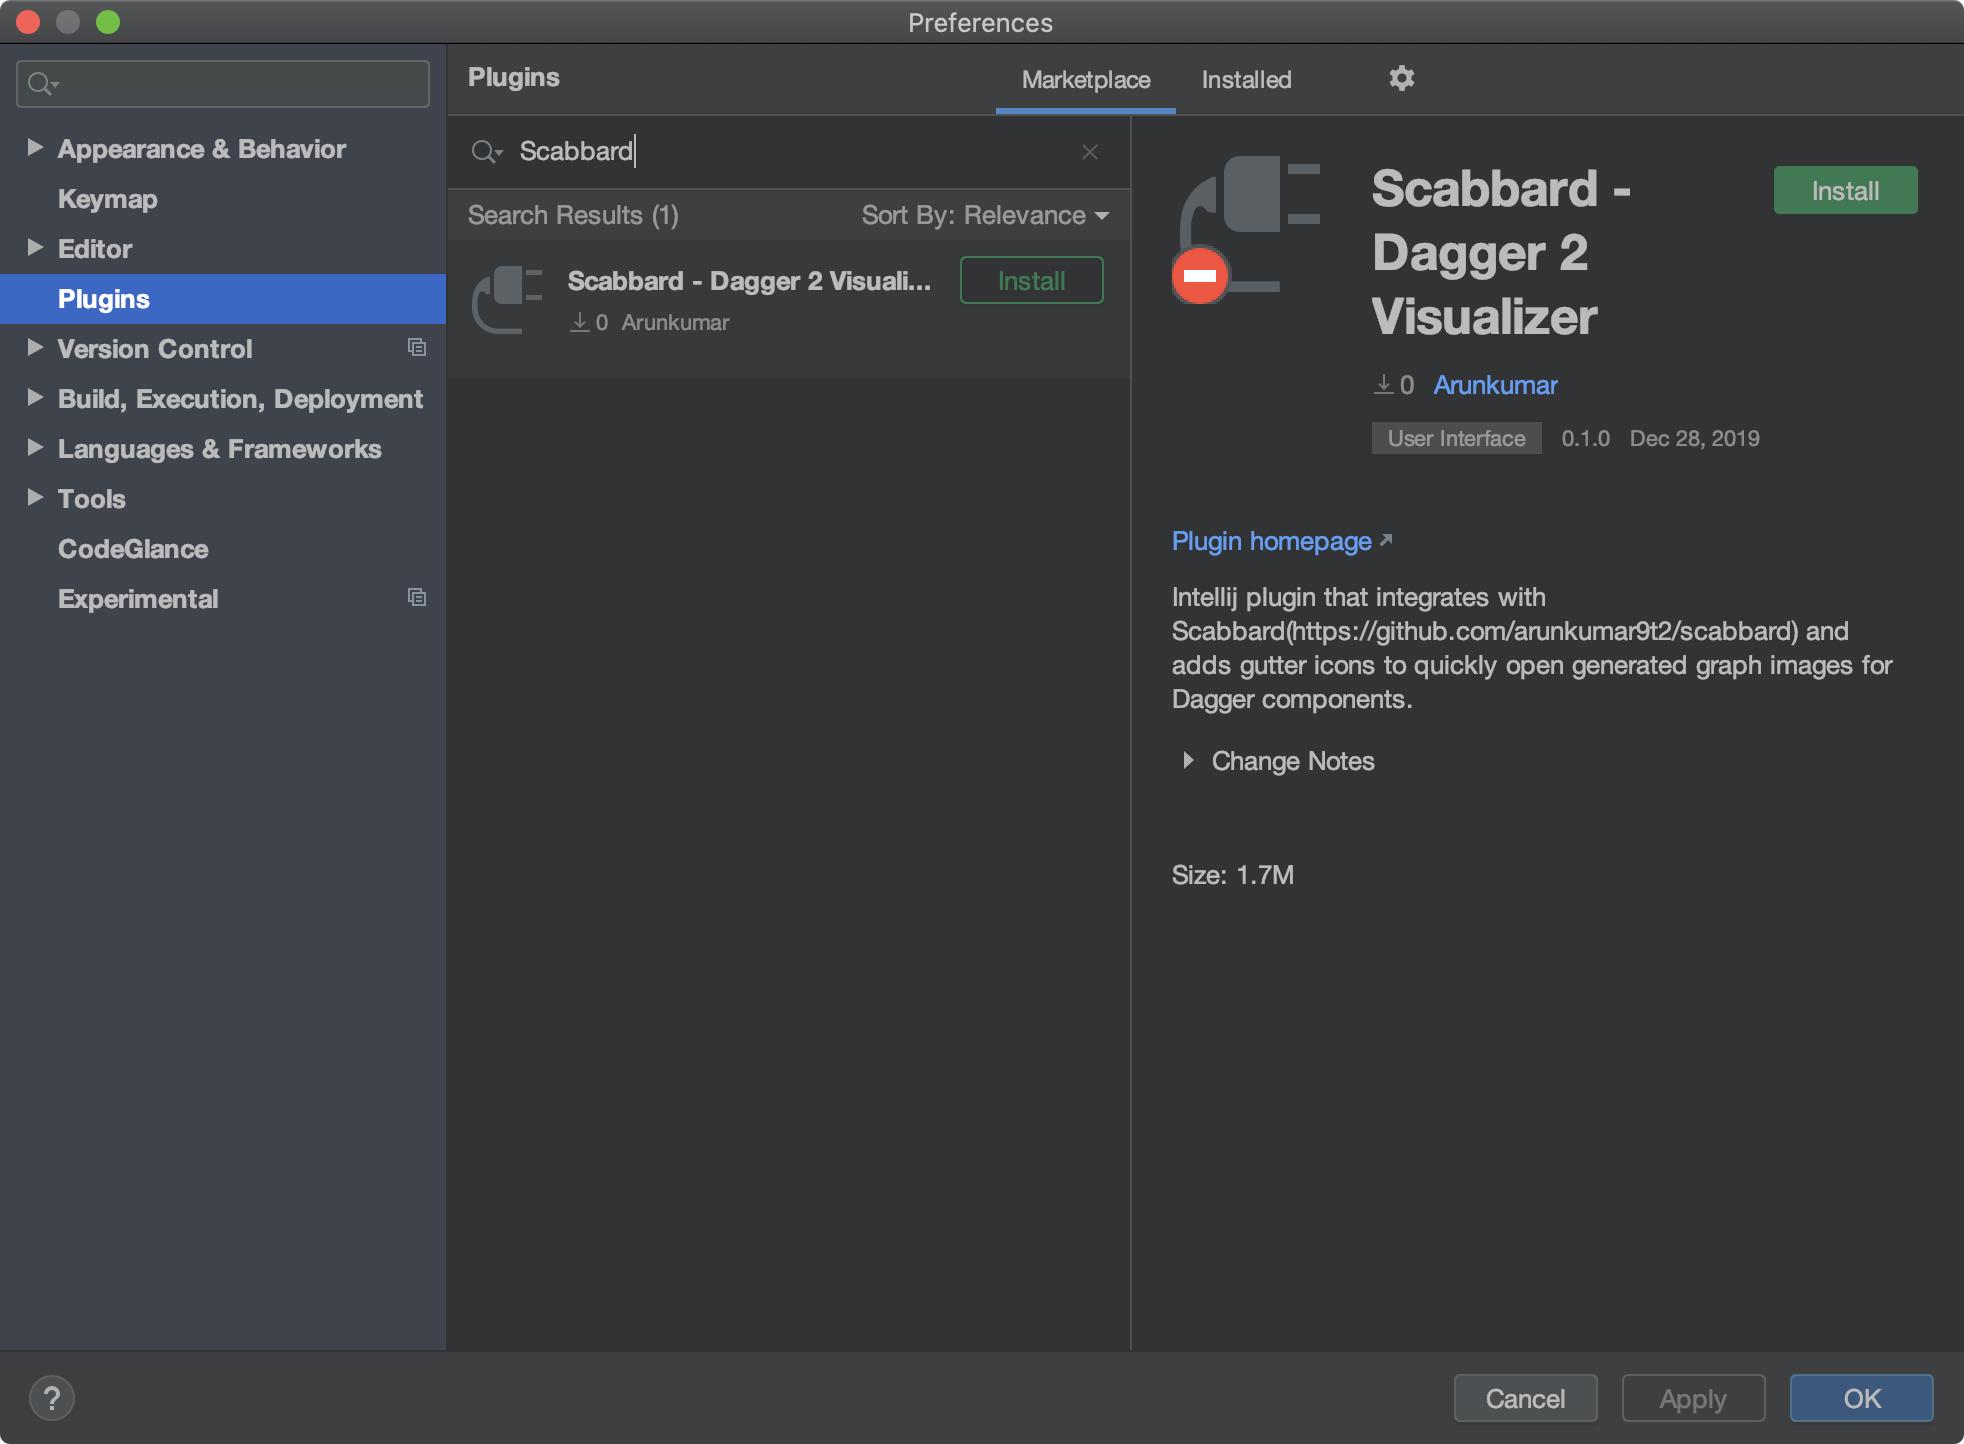 Preferences
Appearance & Behavior
Keymap
Editor
Plugins
Version Control
Build, Execution, Deployment
Languages & Frameworks
Tools
CodeGlance
Experimental
Plugins
Marketplace
Installed
Scabbard
Search Results (1)
Sort By: Relevance
Scabbard - Dagger 2 Visuali...
Install
0 Arunkumar
Scabbard -
Dagger 2
Visualizer
Install
0 Arunkumar
User Interface 0.1.0 Dec 28, 2019
Plugin homepage
Intellij plugin that integrates with
Scabbard(https://github.com/arunkumar9t2/scabbard) and
adds gutter icons to quickly open generated graph images for
Dagger components.
Change Notes
Size: 1.7M
?
Cancel
Apply
OK